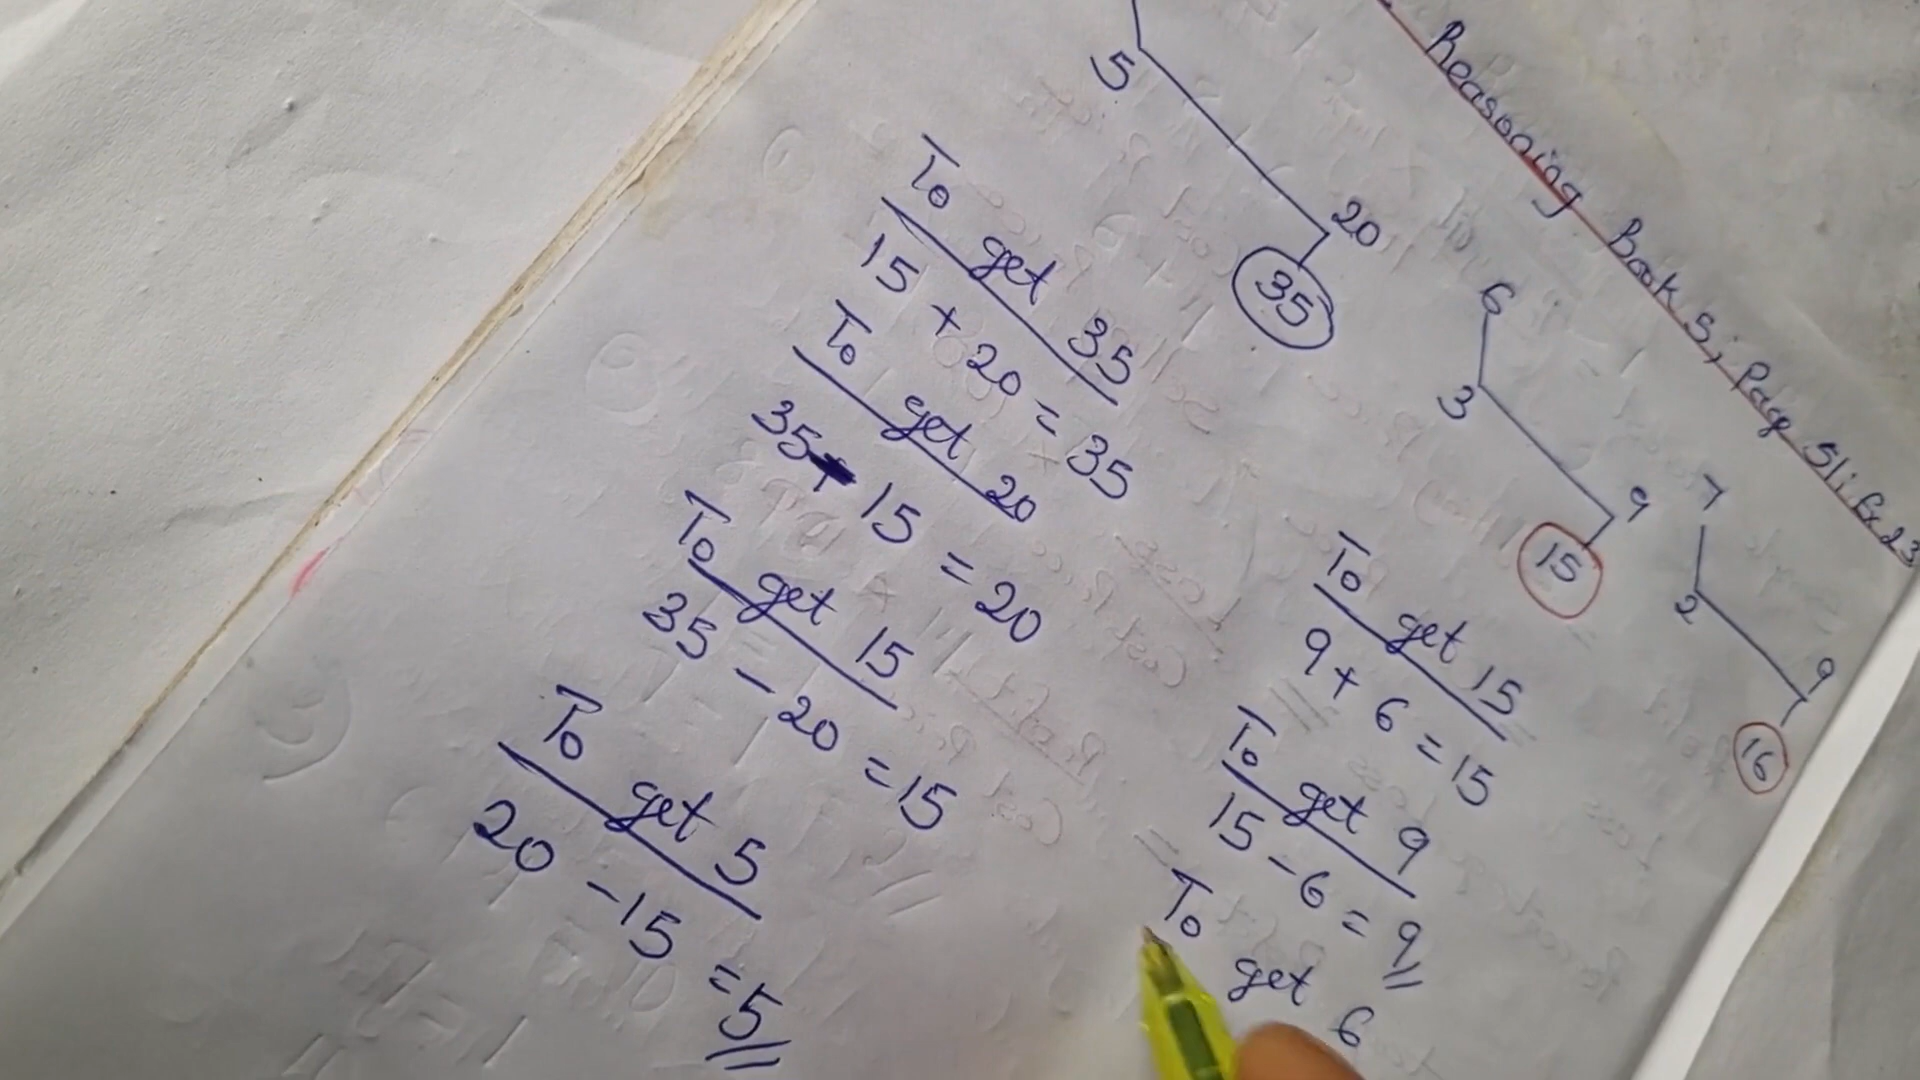 Reasoning Book 5; Page 51; Ex 23
5
20
35
6
3
9
15
7
2
9
16
To get 35
15 + 20 = 35
To get 20
35 - 15 = 20
To get 15
35 - 20 = 15
To get 5
20 - 15 = 5
To get 15
9 + 6 = 15
To get 9
15 - 6 = 9
To get 6